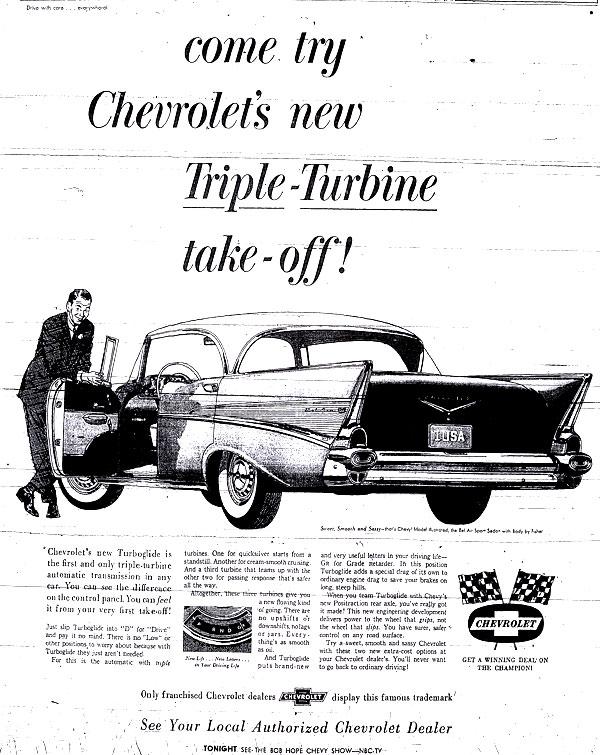 Drive with care . . . everywhere!
come try
Chevrolet's new
Triple-Turbine
take-off!
Bel Air
1USA
Sweet, Smooth and Sassy—that's Chevy! Model illustrated, the Bel Air Sport Sedan with Body by Fisher
Chevrolet's new Turboglide is
the first and only triple-turbine
automatic transmission in any
car. You can see the difference
on the control panel. You can feel
it from your very first take-off!
Just slip Turboglide into "D" for "Drive"
and pay it no mind. There is no "Low" or
other positions to worry about because with
Turboglide they just aren't needed.
For this is the automatic with triple
turbines. One for quicksilver starts from a
standstill. Another for cream-smooth cruising.
And a third turbine that teams up with the
other two for passing response that's safer
all the way.
Altogether, these three turbines give you
a new flowing kind
of going. There are
no upshifts or
downshifts, no lags
or jars. Every-
thing's as smooth
as oil.
And Turboglide
puts brand-new
R AND D GR
New Life . . . New Letters . . .
in Your Driving Life
and very useful letters in your driving life—
GR for Grade retarder. In this position
Turboglide adds a special drag of its own to
ordinary engine drag to save your brakes on
long, steep hills.
When you team Turboglide with Chevy's
new Positraction rear axle, you've really got
it made! This new engineering development
delivers power to the wheel that grips, not
the wheel that slips. You have surer, safer
control on any road surface.
Try a sweet, smooth and sassy Chevrolet
with these two new extra-cost options at
your Chevrolet dealer's. You'll never want
to go back to ordinary driving!
CHEVROLET
GET A WINNING DEAL ON
THE CHAMPION!
Only franchised Chevrolet dealers CHEVROLET display this famous trademark
See Your Local Authorized Chevrolet Dealer
TONIGHT SEE THE BOB HOPE CHEVY SHOW—NBC-TV